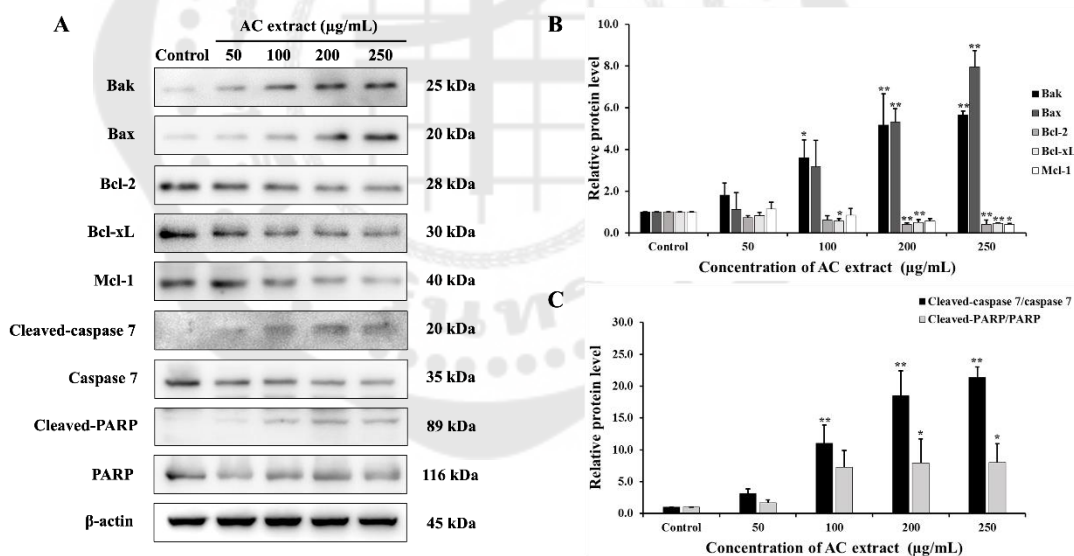 A
AC extract (µg/mL)
Control 50 100 200 250
Bak 25 kDa
Bax 20 kDa
Bcl-2 28 kDa
Bcl-xL 30 kDa
Mcl-1 40 kDa
Cleaved-caspase 7 20 kDa
Caspase 7 35 kDa
Cleaved-PARP 89 kDa
PARP 116 kDa
β-actin 45 kDa
B
Relative protein level
10.0
8.0
6.0
4.0
2.0
0.0
* ** ** ** ** * ** ** ** *** *
Bak
Bax
Bcl-2
Bcl-xL
Mcl-1
Control 50 100 200 250
Concentration of AC extract (µg/mL)
C
Relative protein level
30.0
25.0
20.0
15.0
10.0
5.0
0.0
** ** * ** *
Cleaved-caspase 7/caspase 7
Cleaved-PARP/PARP
Control 50 100 200 250
Concentration of AC extract (µg/mL)